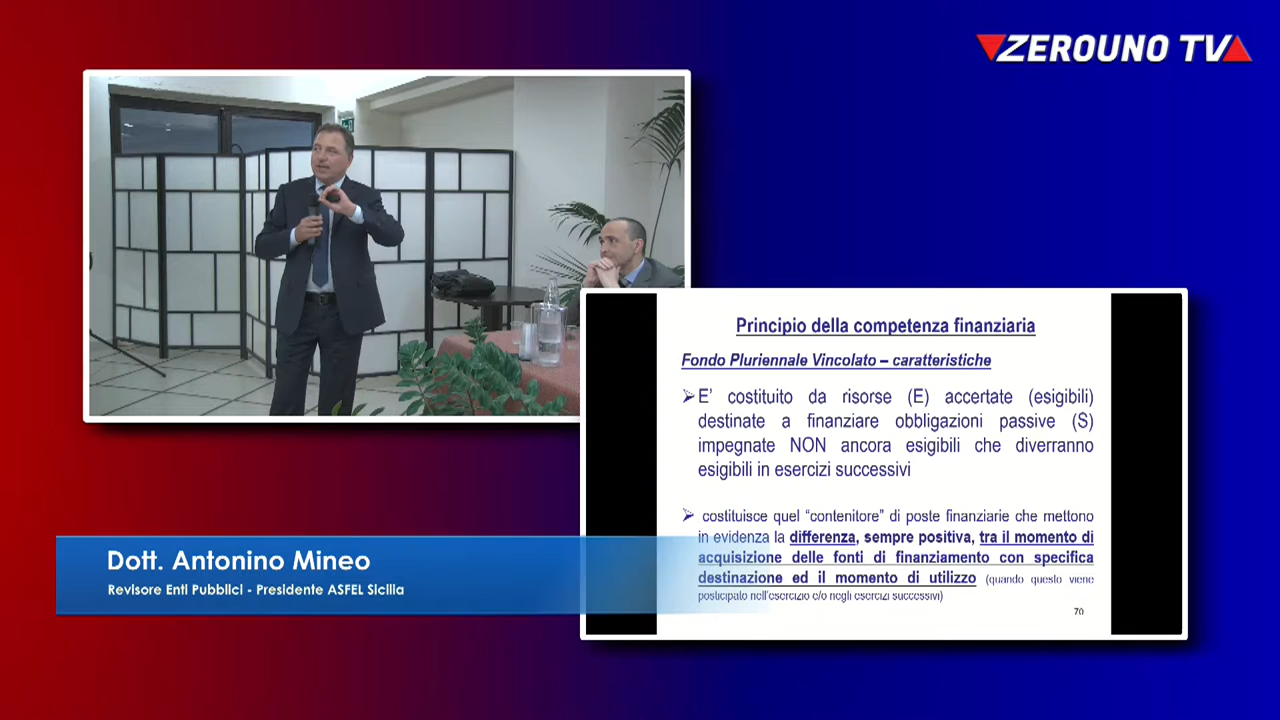 ZEROUNO TV
Principio della competenza finanziaria
Fondo Pluriennale Vincolato – caratteristiche
E' costituito da risorse (E) accertate (esigibili)
destinate a finanziare obbligazioni passive (S)
impegnate NON ancora esigibili che diverranno
esigibili in esercizi successivi
costituisce quel “contenitore” di poste finanziarie che mettono
in evidenza la differenza, sempre positiva, tra il momento di
acquisizione delle fonti di finanziamento con specifica
destinazione ed il momento di utilizzo (quando questo viene
posticipato nell'esercizio e/o negli esercizi successivi)
70
Dott. Antonino Mineo
Revisore Enti Pubblici - Presidente ASFEL Sicilia